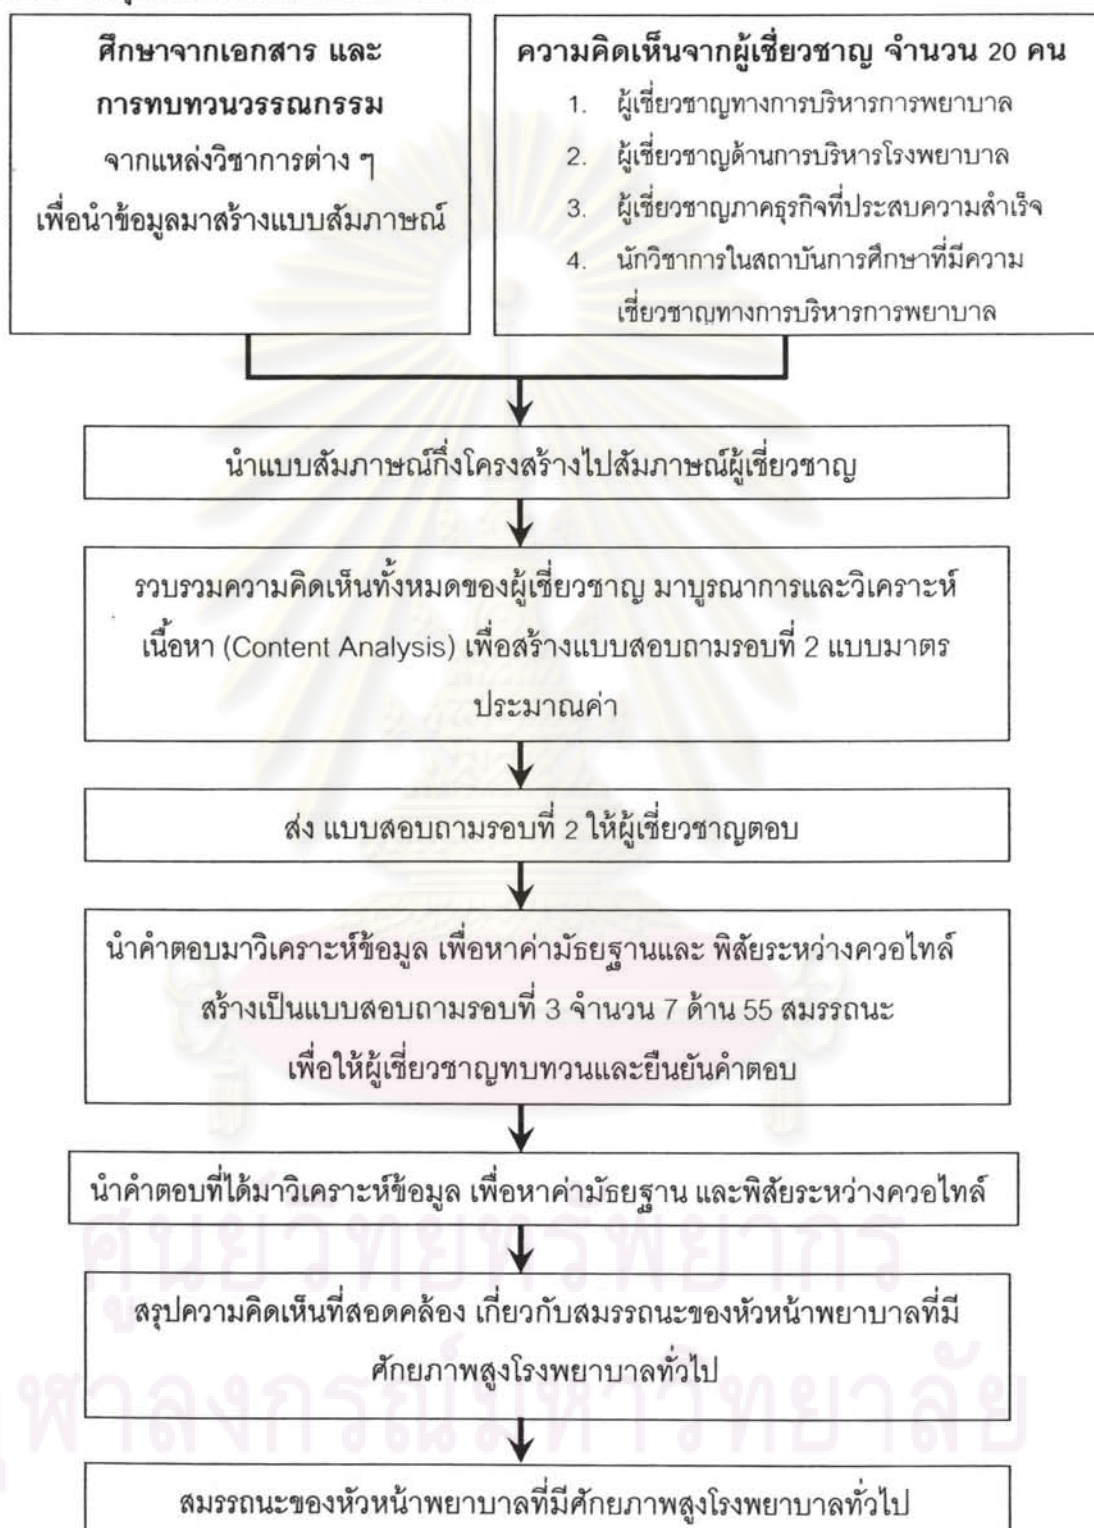 ศึกษาจากเอกสาร และ
การทบทวนวรรณกรรม
จากแหล่งวิชาการต่าง ๆ
เพื่อนำข้อมูลมาสร้างแบบสัมภาษณ์
ความคิดเห็นจากผู้เชี่ยวชาญ จำนวน 20 คน
1. ผู้เชี่ยวชาญทางการบริหารการพยาบาล
2. ผู้เชี่ยวชาญด้านการบริหารโรงพยาบาล
3. ผู้เชี่ยวชาญภาคธุรกิจที่ประสบความสำเร็จ
4. นักวิชาการในสถาบันการศึกษาที่มีความ
เชี่ยวชาญทางการบริหารการพยาบาล
นำแบบสัมภาษณ์กึ่งโครงสร้างไปสัมภาษณ์ผู้เชี่ยวชาญ
รวบรวมความคิดเห็นทั้งหมดของผู้เชี่ยวชาญ มาบูรณาการและวิเคราะห์
เนื้อหา (Content Analysis) เพื่อสร้างแบบสอบถามรอบที่ 2 แบบมาตร
ประมาณค่า
ส่ง แบบสอบถามรอบที่ 2 ให้ผู้เชี่ยวชาญตอบ
นำคำตอบมาวิเคราะห์ข้อมูล เพื่อหาค่ามัธยฐานและ พิสัยระหว่างควอไทล์
สร้างเป็นแบบสอบถามรอบที่ 3 จำนวน 7 ด้าน 55 สมรรถนะ
เพื่อให้ผู้เชี่ยวชาญทบทวนและยืนยันคำตอบ
นำคำตอบที่ได้มาวิเคราะห์ข้อมูล เพื่อหาค่ามัธยฐาน และพิสัยระหว่างควอไทล์
ศูนย์วิทยทรัพยากร
สรุปความคิดเห็นที่สอดคล้อง เกี่ยวกับสมรรถนะของหัวหน้าพยาบาลที่มี
ศักยภาพสูงโรงพยาบาลทั่วไป
ฬาลงกรณ์มหาวิทยาลัย
สมรรถนะของหัวหน้าพยาบาลที่มีศักยภาพสูงโรงพยาบาลทั่วไป